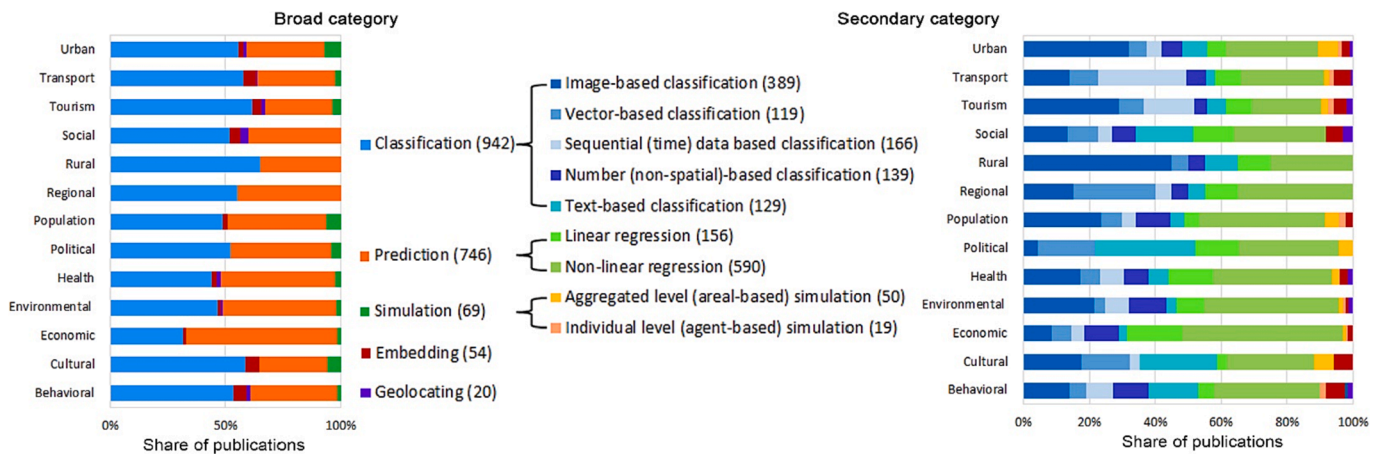 Broad category
Secondary category
Urban
Transport
Tourism
Social
Rural
Regional
Population
Political
Health
Environmental
Economic
Cultural
Behavioral
0%
50%
100%
Share of publications
Classification (942)
Prediction (746)
Simulation (69)
Embedding (54)
Geolocating (20)
Image-based classification (389)
Vector-based classification (119)
Sequential (time) data based classification (166)
Number (non-spatial)-based classification (139)
Text-based classification (129)
Linear regression (156)
Non-linear regression (590)
Aggregated level (areal-based) simulation (50)
Individual level (agent-based) simulation (19)
Urban
Transport
Tourism
Social
Rural
Regional
Population
Political
Health
Environmental
Economic
Cultural
Behavioral
0%
20%
40%
60%
80%
100%
Share of publications